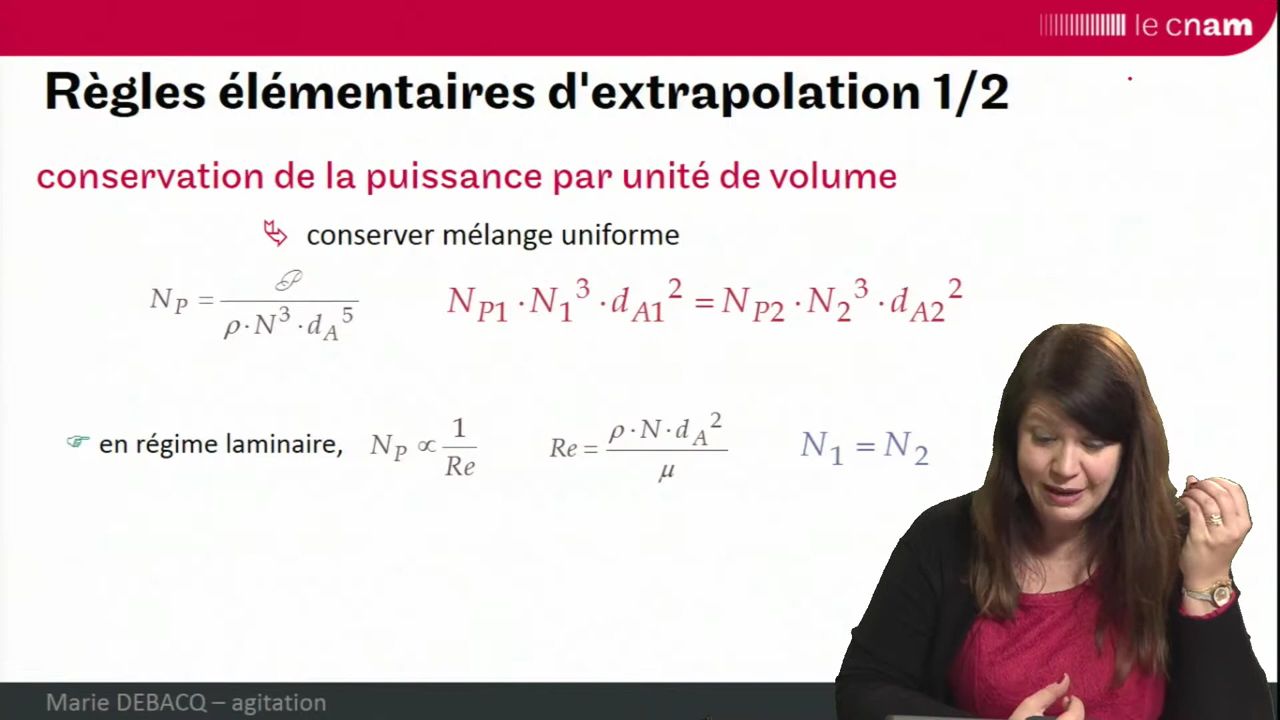 le cnam
Règles élémentaires d'extrapolation 1/2
conservation de la puissance par unité de volume
conserver mélange uniforme
N_P = 𝒫 / (ρ·N³·d_A⁵)
N_P1·N_1³·d_A1² = N_P2·N_2³·d_A2²
en régime laminaire, N_P ∝ 1/Re Re = ρ·N·d_A² / μ N_1 = N_2
Marie DEBACQ – agitation